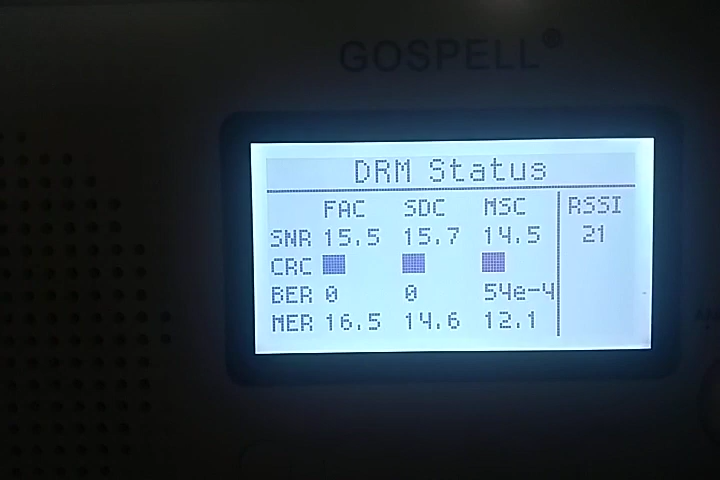 GOSPELL®
DRM Status
FAC SDC MSC RSSI
SNR 15.5 15.7 14.5 21
CRC
BER 0 0 54e-4
MER 16.5 14.6 12.1